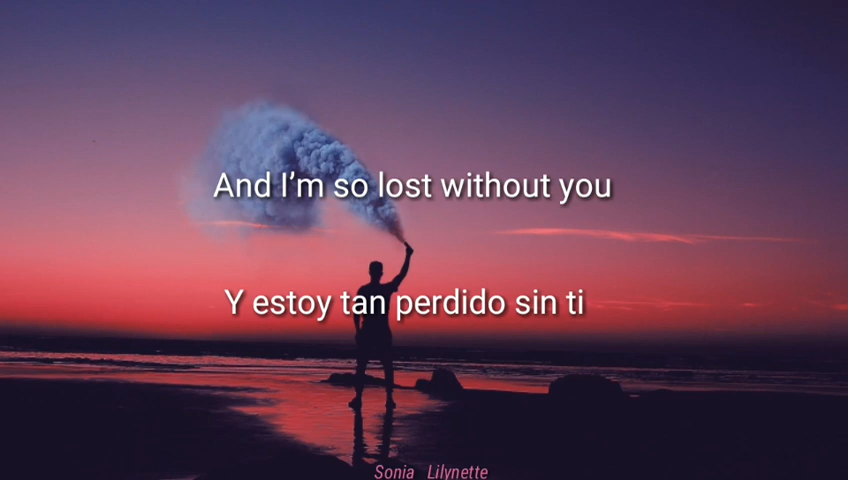 And I’m so lost without you
Y estoy tan perdido sin ti
Sonia Lilynette